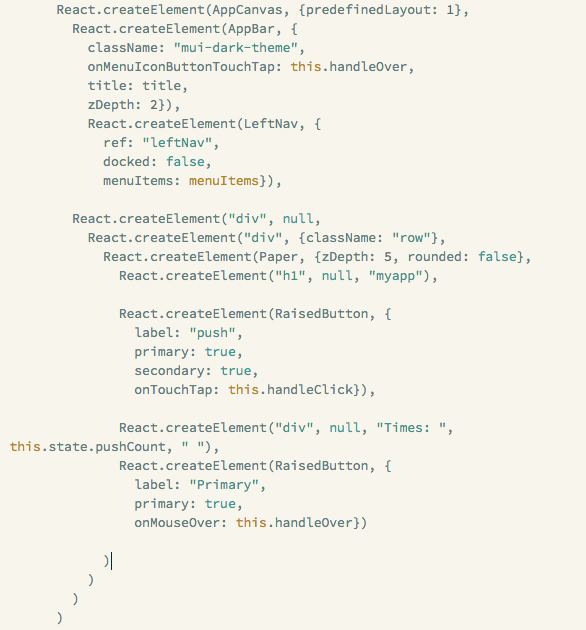 React.createElement(AppCanvas, {predefinedLayout: 1},
  React.createElement(AppBar, {
    className: "mui-dark-theme",
    onMenuIconButtonTouchTap: this.handleOver,
    title: title,
    zDepth: 2}),
    React.createElement(LeftNav, {
      ref: "leftNav",
      docked: false,
      menuItems: menuItems}),

  React.createElement("div", null,
    React.createElement("div", {className: "row"},
      React.createElement(Paper, {zDepth: 5, rounded: false},
        React.createElement("h1", null, "myapp"),

        React.createElement(RaisedButton, {
          label: "push",
          primary: true,
          secondary: true,
          onTouchTap: this.handleClick}),

        React.createElement("div", null, "Times: ",
this.state.pushCount, " "),
        React.createElement(RaisedButton, {
          label: "Primary",
          primary: true,
          onMouseOver: this.handleOver})

      )
    )
  )
)